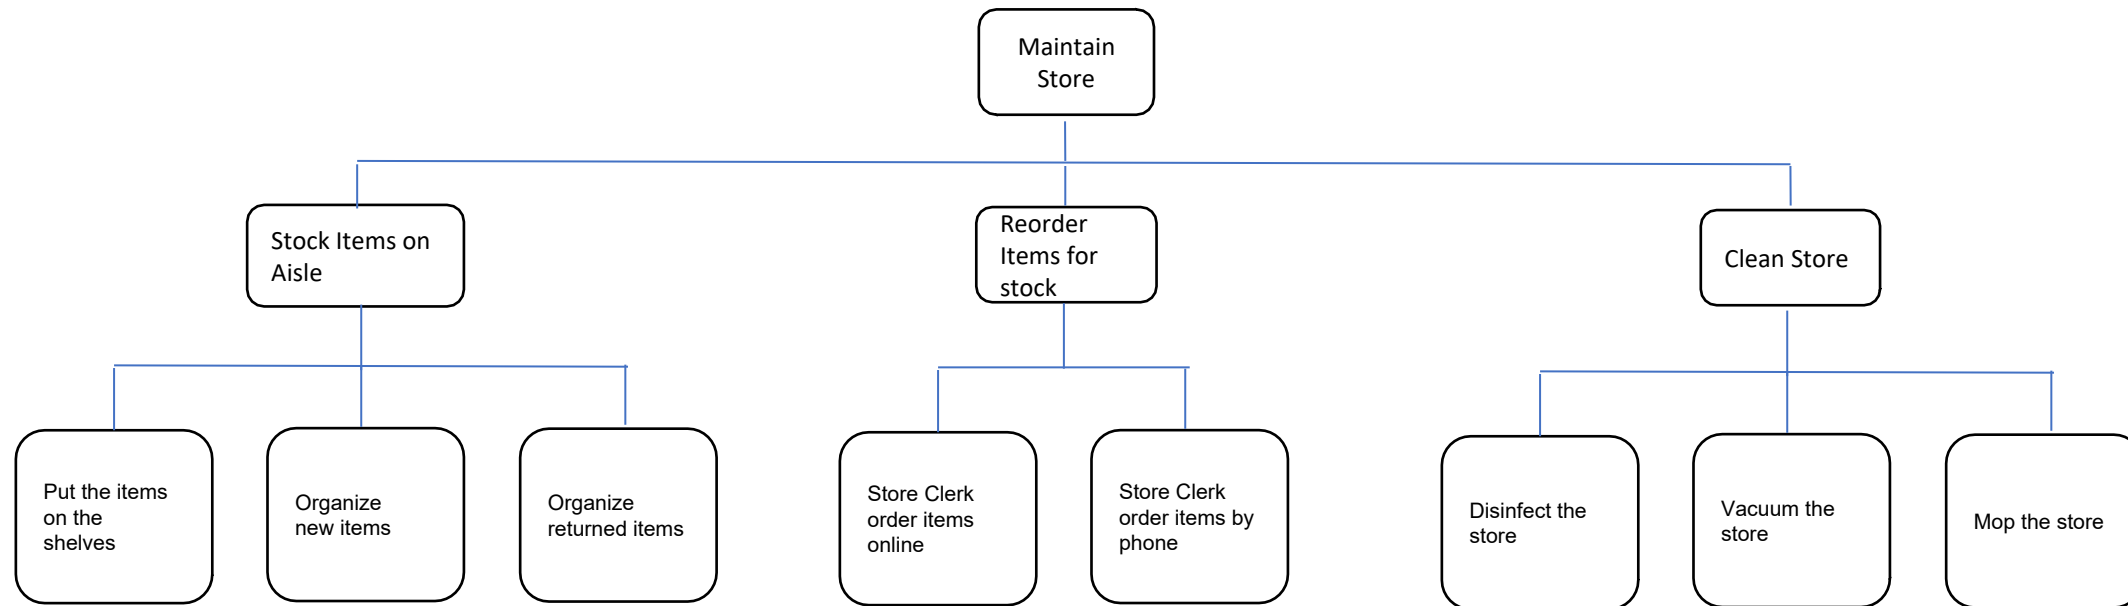 Maintain
Store
Stock Items on
Aisle
Reorder
Items for
stock
Clean Store
Put the items
on the
shelves
Organize
new items
Organize
returned items
Store Clerk
order items
online
Store Clerk
order items by
phone
Disinfect the
store
Vacuum the
store
Mop the store